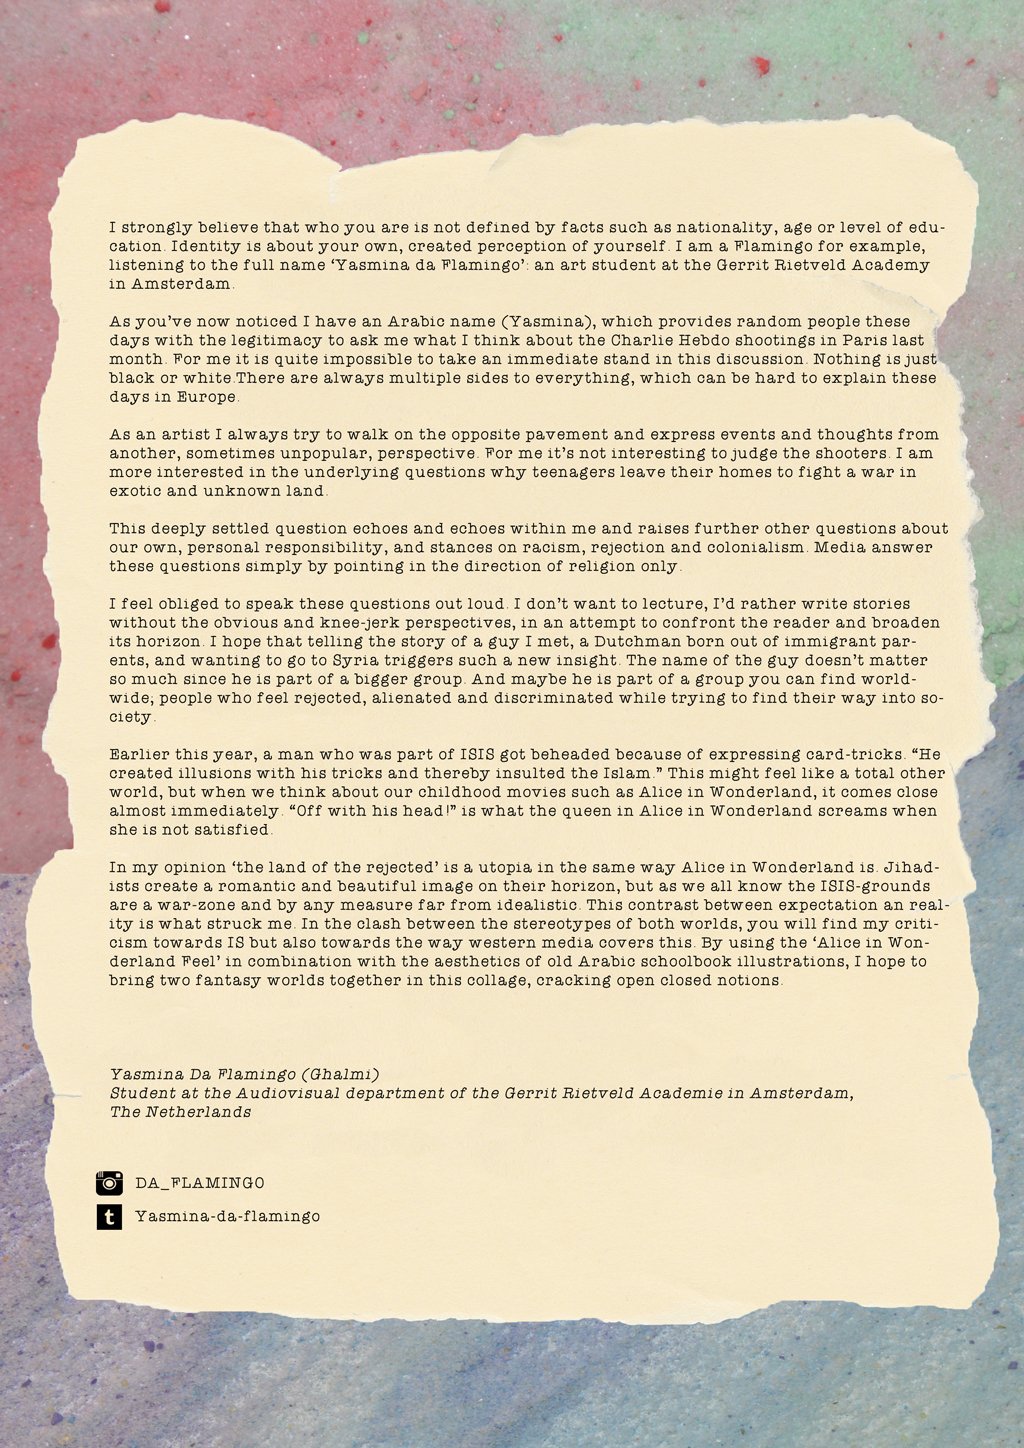 I strongly believe that who you are is not defined by facts such as nationality, age or level of edu-
cation. Identity is about your own, created perception of yourself. I am a Flamingo for example,
listening to the full name ‘Yasmina da Flamingo’: an art student at the Gerrit Rietveld Academy
in Amsterdam.
As you’ve now noticed I have an Arabic name (Yasmina), which provides random people these
days with the legitimacy to ask me what I think about the Charlie Hebdo shootings in Paris last
month. For me it is quite impossible to take an immediate stand in this discussion. Nothing is just
black or white.There are always multiple sides to everything, which can be hard to explain these
days in Europe.
As an artist I always try to walk on the opposite pavement and express events and thoughts from
another, sometimes unpopular, perspective. For me it’s not interesting to judge the shooters. I am
more interested in the underlying questions why teenagers leave their homes to fight a war in
exotic and unknown land.
This deeply settled question echoes and echoes within me and raises further other questions about
our own, personal responsibility, and stances on racism, rejection and colonialism. Media answer
these questions simply by pointing in the direction of religion only.
I feel obliged to speak these questions out loud. I don’t want to lecture, I’d rather write stories
without the obvious and knee-jerk perspectives, in an attempt to confront the reader and broaden
its horizon. I hope that telling the story of a guy I met, a Dutchman born out of immigrant par-
ents, and wanting to go to Syria triggers such a new insight. The name of the guy doesn’t matter
so much since he is part of a bigger group. And maybe he is part of a group you can find world-
wide; people who feel rejected, alienated and discriminated while trying to find their way into so-
ciety.
Earlier this year, a man who was part of ISIS got beheaded because of expressing card-tricks. “He
created illusions with his tricks and thereby insulted the Islam.” This might feel like a total other
world, but when we think about our childhood movies such as Alice in Wonderland, it comes close
almost immediately. “Off with his head!” is what the queen in Alice in Wonderland screams when
she is not satisfied.
In my opinion ‘the land of the rejected’ is a utopia in the same way Alice in Wonderland is. Jihad-
ists create a romantic and beautiful image on their horizon, but as we all know the ISIS-grounds
are a war-zone and by any measure far from idealistic. This contrast between expectation an real-
ity is what struck me. In the clash between the stereotypes of both worlds, you will find my criti-
cism towards IS but also towards the way western media covers this. By using the ‘Alice in Won-
derland Feel’ in combination with the aesthetics of old Arabic schoolbook illustrations, I hope to
bring two fantasy worlds together in this collage, cracking open closed notions.
Yasmina Da Flamingo (Ghalmi)
Student at the Audiovisual department of the Gerrit Rietveld Academie in Amsterdam,
The Netherlands
DA_FLAMINGO
t Yasmina-da-flamingo